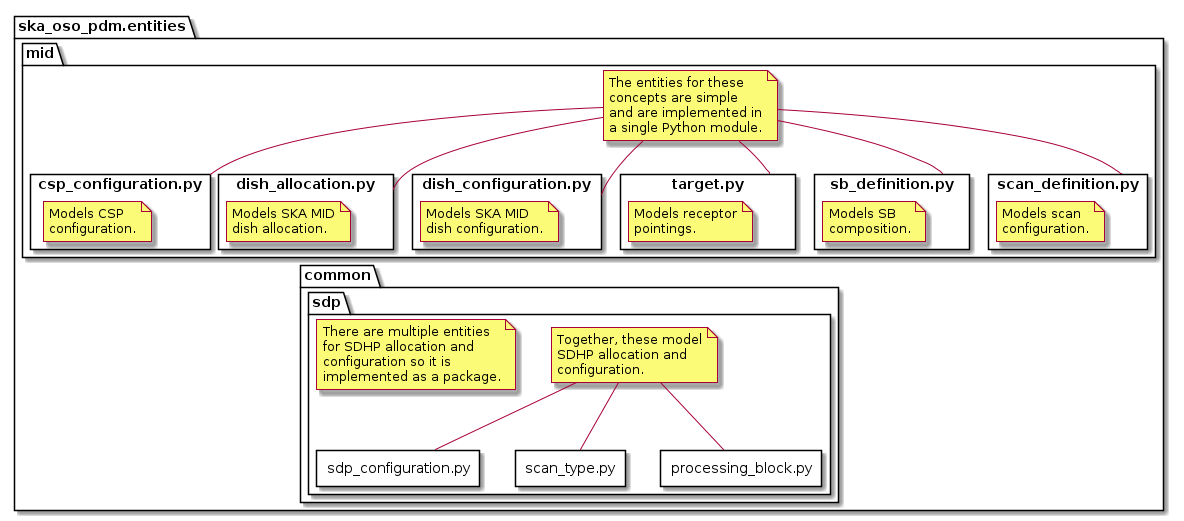 ska_oso_pdm.entities
mid
The entities for these
concepts are simple
and are implemented in
a single Python module.
csp_configuration.py
Models CSP
configuration.
dish_allocation.py
Models SKA MID
dish allocation.
dish_configuration.py
Models SKA MID
dish configuration.
target.py
Models receptor
pointings.
sb_definition.py
Models SB
composition.
scan_definition.py
Models scan
configuration.
common
sdp
There are multiple entities
for SDHP allocation and
configuration so it is
implemented as a package.
Together, these model
SDHP allocation and
configuration.
sdp_configuration.py
scan_type.py
processing_block.py